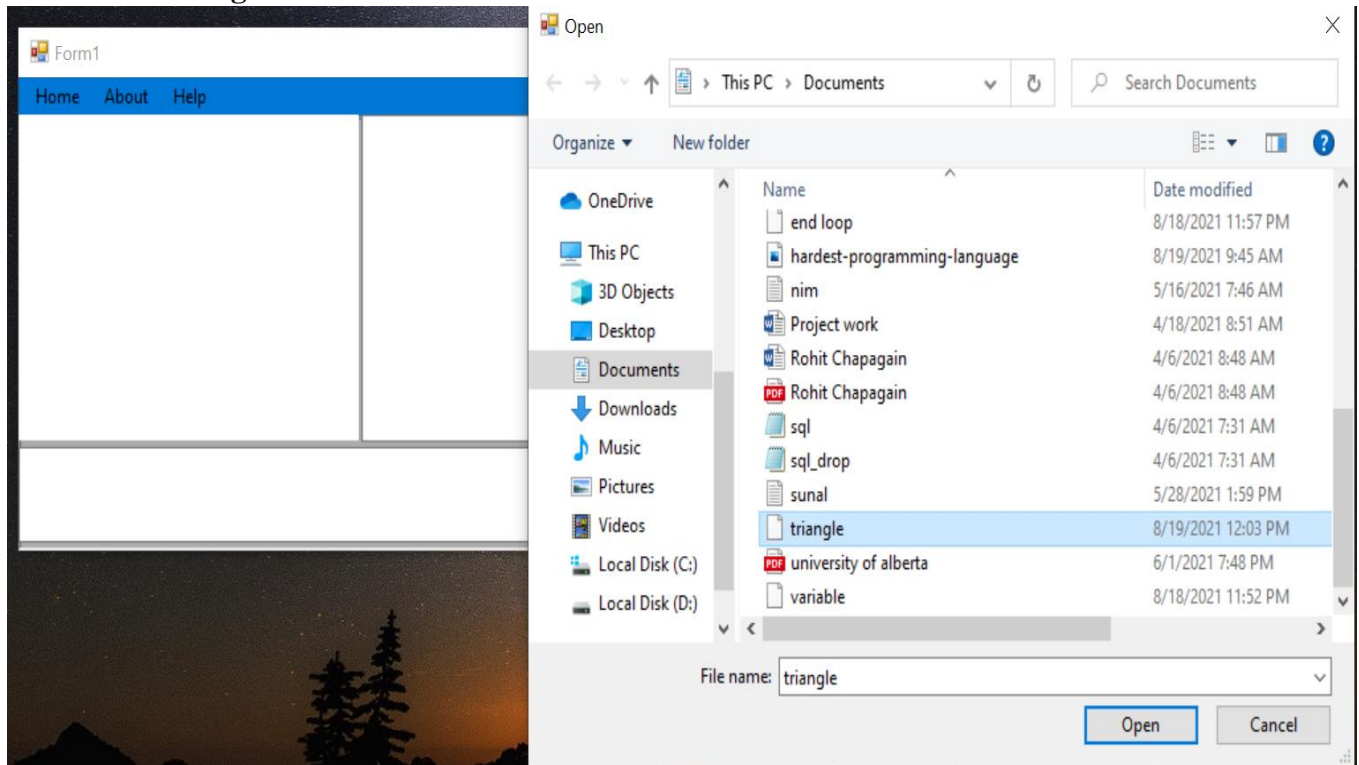 Form1
Home About Help
Open
This PC > Documents
Search Documents
Organize New folder
OneDrive
This PC
3D Objects
Desktop
Documents
Downloads
Music
Pictures
Videos
Local Disk (C:)
Local Disk (D:)
Name Date modified
end loop 8/18/2021 11:57 PM
hardest-programming-language 8/19/2021 9:45 AM
nim 5/16/2021 7:46 AM
Project work 4/18/2021 8:51 AM
Rohit Chapagain 4/6/2021 8:48 AM
PDF Rohit Chapagain 4/6/2021 8:48 AM
sql 4/6/2021 7:31 AM
sql_drop 4/6/2021 7:31 AM
sunal 5/28/2021 1:59 PM
triangle 8/19/2021 12:03 PM
PDF university of alberta 6/1/2021 7:48 PM
variable 8/18/2021 11:52 PM
File name: triangle
Open Cancel